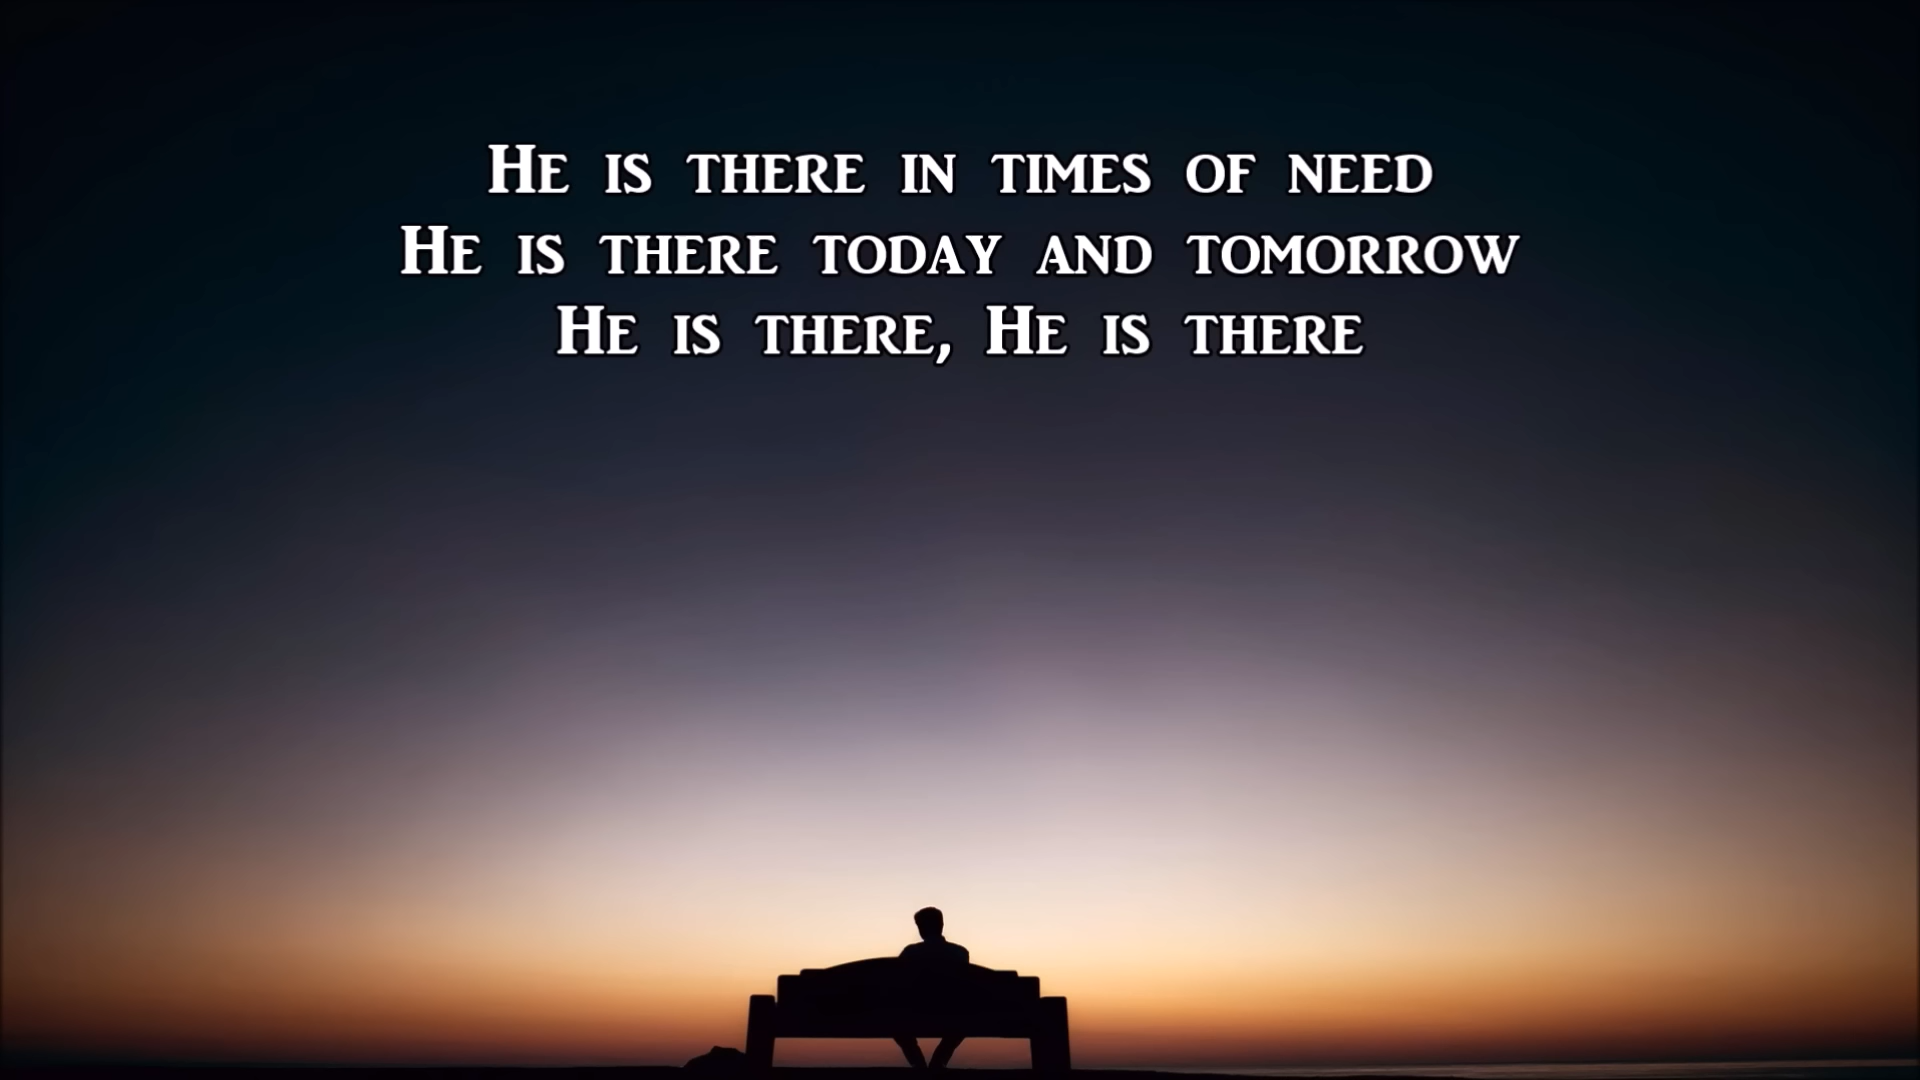 He is there in times of need
He is there today and tomorrow
He is there, He is there